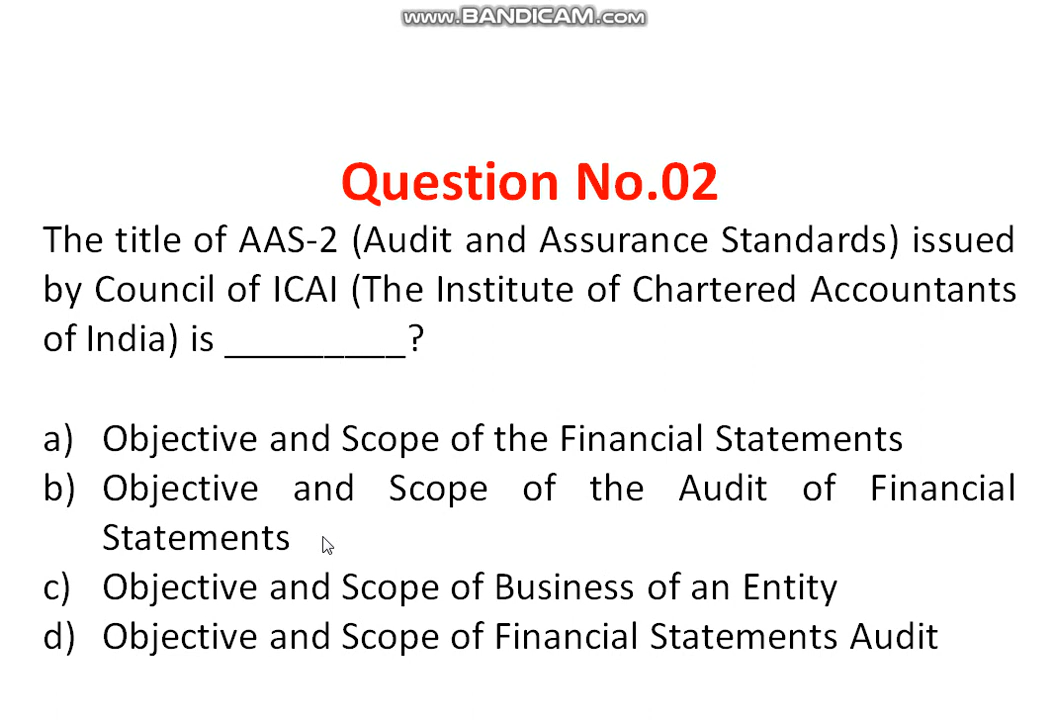 www.BANDICAM.com
Question No.02
The title of AAS-2 (Audit and Assurance Standards) issued
by Council of ICAI (The Institute of Chartered Accountants
of India) is _________?
a) Objective and Scope of the Financial Statements
b) Objective and Scope of the Audit of Financial
Statements
c) Objective and Scope of Business of an Entity
d) Objective and Scope of Financial Statements Audit